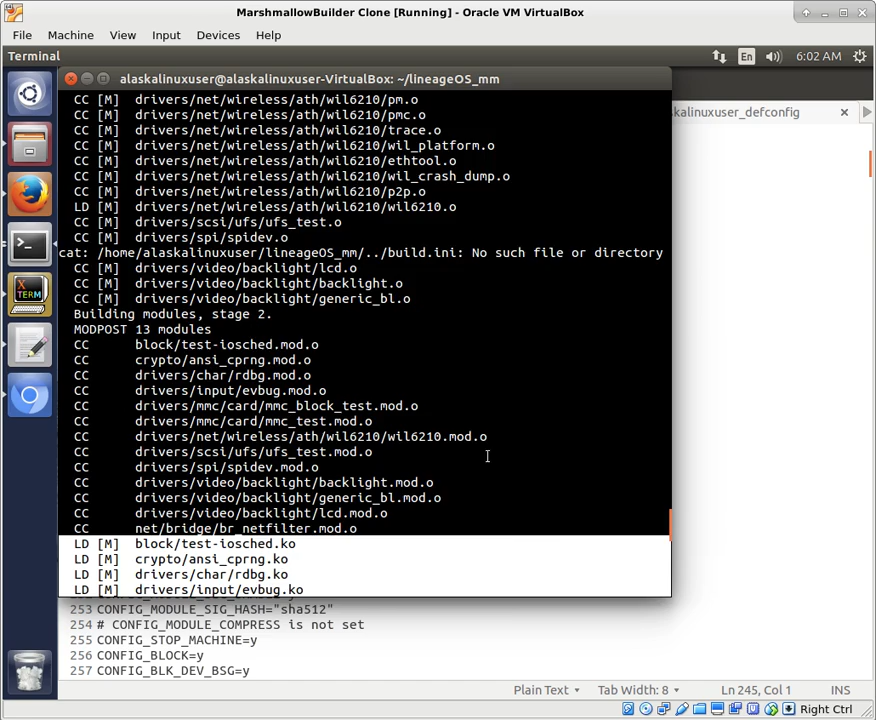 MarshmallowBuilder Clone [Running] - Oracle VM VirtualBox
File Machine View Input Devices Help
Terminal
En
6:02 AM
alaskalinuxuser@alaskalinuxuser-VirtualBox: ~/lineageOS_mm
skalinuxuser_defconfig
CC [M] drivers/net/wireless/ath/wil6210/pm.o
CC [M] drivers/net/wireless/ath/wil6210/pmc.o
CC [M] drivers/net/wireless/ath/wil6210/trace.o
CC [M] drivers/net/wireless/ath/wil6210/wil_platform.o
CC [M] drivers/net/wireless/ath/wil6210/ethtool.o
CC [M] drivers/net/wireless/ath/wil6210/wil_crash_dump.o
CC [M] drivers/net/wireless/ath/wil6210/p2p.o
LD [M] drivers/net/wireless/ath/wil6210/wil6210.o
CC [M] drivers/scsi/ufs/ufs_test.o
CC [M] drivers/spi/spidev.o
cat: /home/alaskalinuxuser/lineageOS_mm/../build.ini: No such file or directory
CC [M] drivers/video/backlight/lcd.o
CC [M] drivers/video/backlight/backlight.o
CC [M] drivers/video/backlight/generic_bl.o
Building modules, stage 2.
MODPOST 13 modules
CC block/test-iosched.mod.o
CC crypto/ansi_cprng.mod.o
CC drivers/char/rdbg.mod.o
CC drivers/input/evbug.mod.o
CC drivers/mmc/card/mmc_block_test.mod.o
CC drivers/mmc/card/mmc_test.mod.o
CC drivers/net/wireless/ath/wil6210/wil6210.mod.o
CC drivers/scsi/ufs/ufs_test.mod.o
CC drivers/spi/spidev.mod.o
CC drivers/video/backlight/backlight.mod.o
CC drivers/video/backlight/generic_bl.mod.o
CC drivers/video/backlight/lcd.mod.o
CC net/bridge/br_netfilter.mod.o
LD [M] block/test-iosched.ko
LD [M] crypto/ansi_cprng.ko
LD [M] drivers/char/rdbg.ko
LD [M] drivers/input/evbug.ko
253 CONFIG_MODULE_SIG_HASH="sha512"
254 # CONFIG_MODULE_COMPRESS is not set
255 CONFIG_STOP_MACHINE=y
256 CONFIG_BLOCK=y
257 CONFIG_BLK_DEV_BSG=y
Plain Text Tab Width: 8 Ln 245, Col 1 INS
Right Ctrl
X
TERM